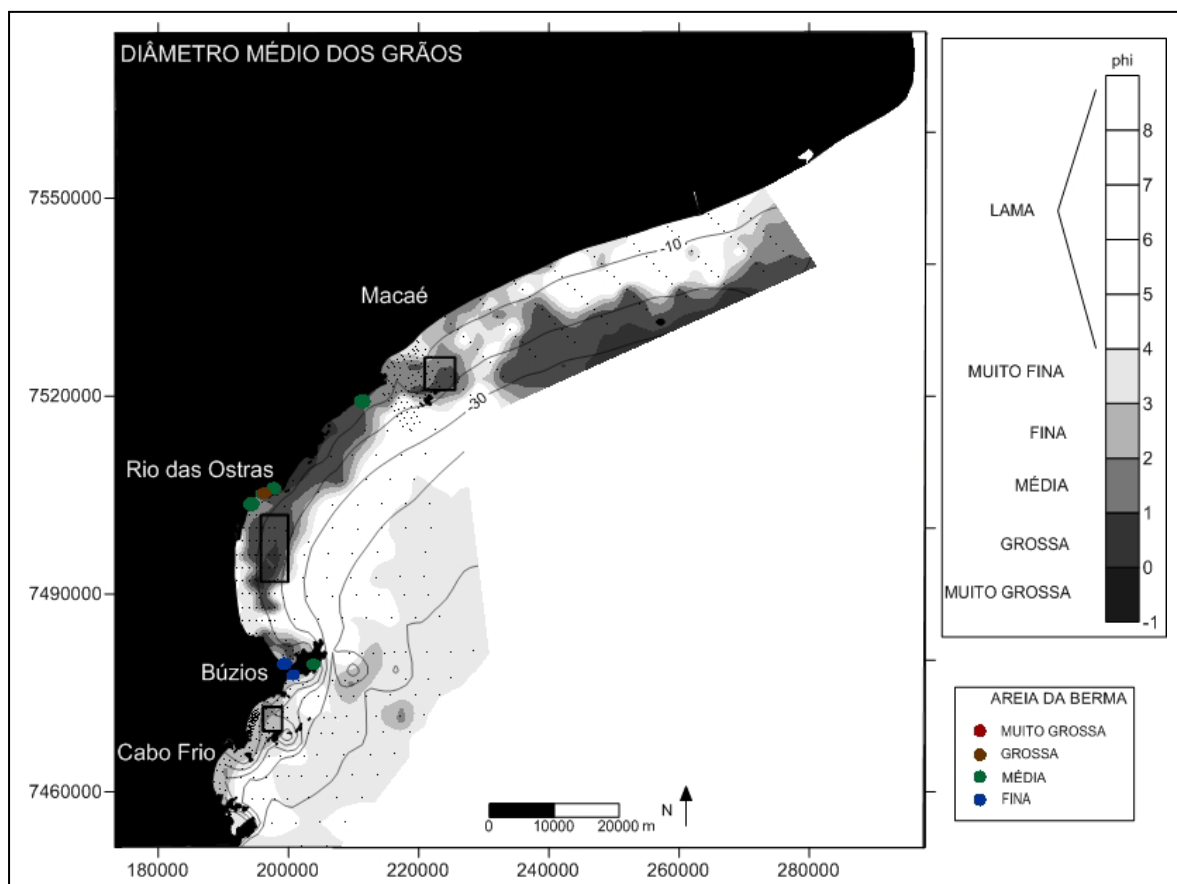 DIÂMETRO MÉDIO DOS GRÃOS
7550000
7520000
7490000
7460000
Macaé
Rio das Ostras
Búzios
Cabo Frio
-10
-30
0 10000 20000 m
N
180000 200000 220000 240000 260000 280000
phi
8
7
6
5
4
3
2
1
0
-1
LAMA
MUITO FINA
FINA
MÉDIA
GROSSA
MUITO GROSSA
AREIA DA BERMA
MUITO GROSSA
GROSSA
MÉDIA
FINA